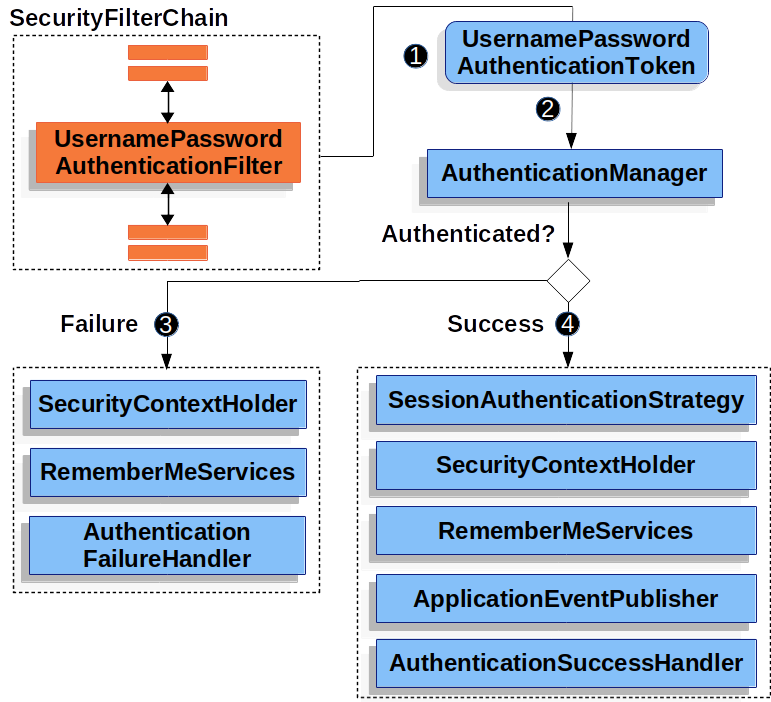 SecurityFilterChain
UsernamePassword
AuthenticationFilter
1
UsernamePassword
AuthenticationToken
2
AuthenticationManager
Authenticated?
Failure 3
Success 4
SecurityContextHolder
RememberMeServices
Authentication
FailureHandler
SessionAuthenticationStrategy
SecurityContextHolder
RememberMeServices
ApplicationEventPublisher
AuthenticationSuccessHandler